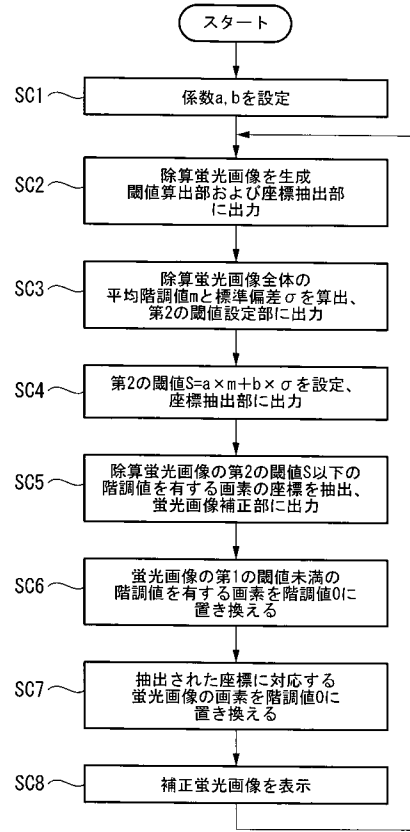 スタート
SC1
係数a,bを設定
SC2
除算蛍光画像を生成
閾値算出部および座標抽出部
に出力
SC3
除算蛍光画像全体の
平均階調値mと標準偏差σを算出、
第2の閾値設定部に出力
SC4
第2の閾値S=a×m+b×σを設定、
座標抽出部に出力
SC5
除算蛍光画像の第2の閾値S以下の
階調値を有する画素の座標を抽出、
蛍光画像補正部に出力
SC6
蛍光画像の第1の閾値未満の
階調値を有する画素を階調値0に
置き換える
SC7
抽出された座標に対応する
蛍光画像の画素を階調値0に
置き換える
SC8
補正蛍光画像を表示